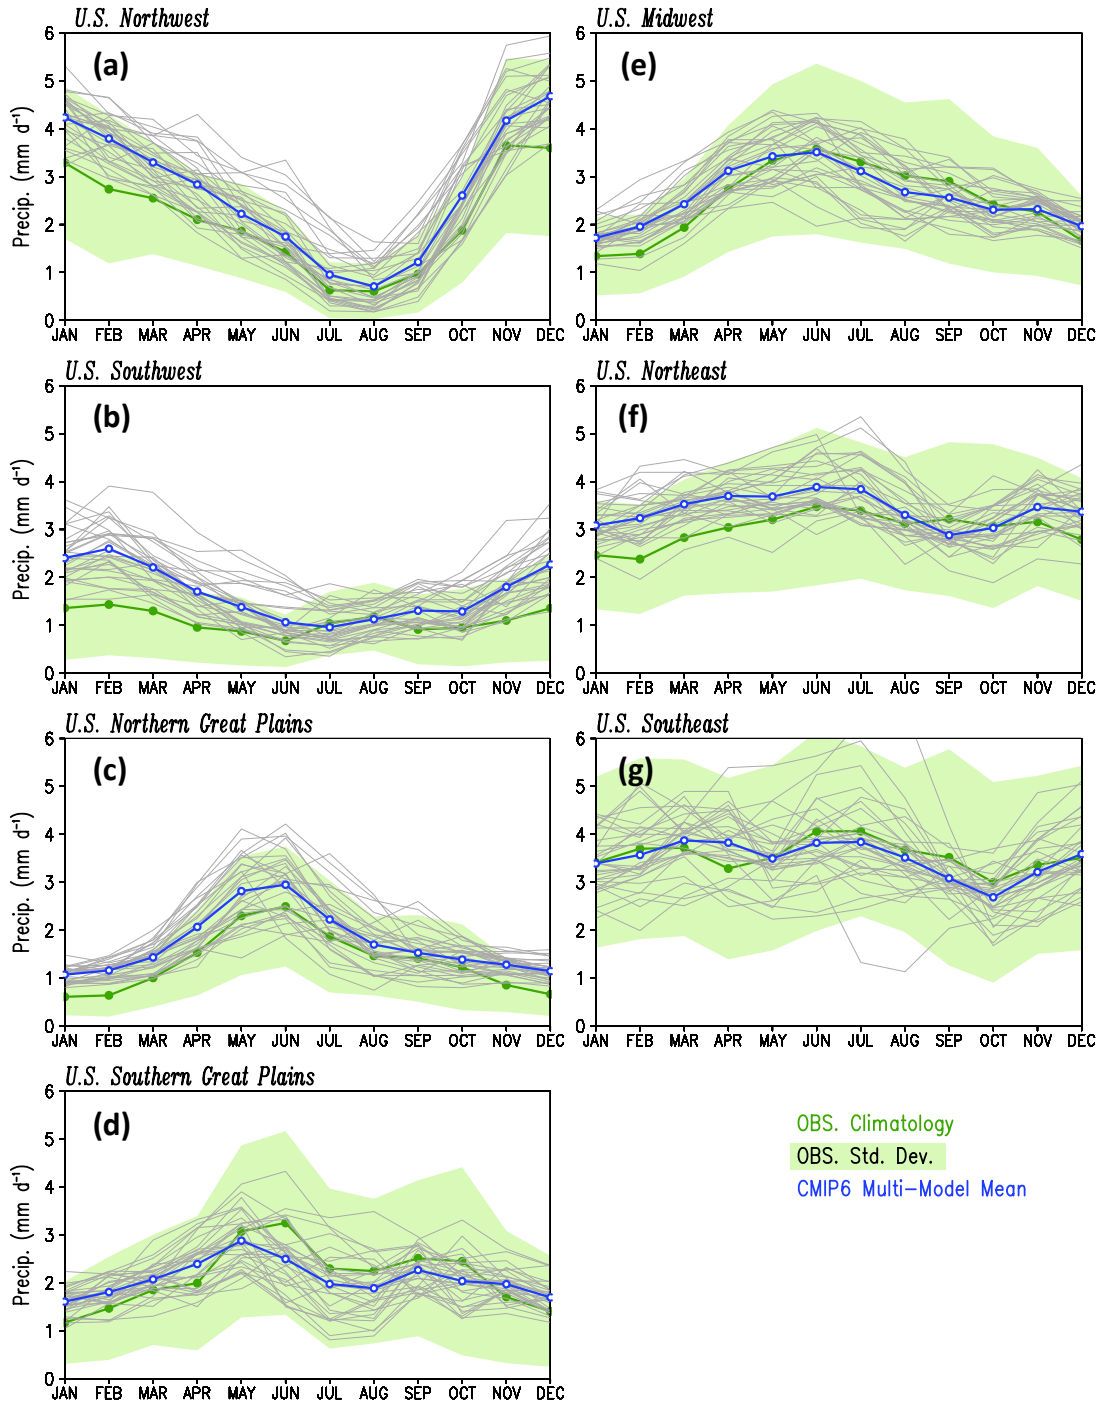 U.S. Northwest
(a)
Precip. (mm d⁻¹)
6
5
4
3
2
1
0
JAN FEB MAR APR MAY JUN JUL AUG SEP OCT NOV DEC
U.S. Midwest
(e)
6
5
4
3
2
1
0
JAN FEB MAR APR MAY JUN JUL AUG SEP OCT NOV DEC
U.S. Southwest
(b)
Precip. (mm d⁻¹)
6
5
4
3
2
1
0
JAN FEB MAR APR MAY JUN JUL AUG SEP OCT NOV DEC
U.S. Northeast
(f)
6
5
4
3
2
1
0
JAN FEB MAR APR MAY JUN JUL AUG SEP OCT NOV DEC
U.S. Northern Great Plains
(c)
Precip. (mm d⁻¹)
6
5
4
3
2
1
0
JAN FEB MAR APR MAY JUN JUL AUG SEP OCT NOV DEC
U.S. Southeast
(g)
6
5
4
3
2
1
0
JAN FEB MAR APR MAY JUN JUL AUG SEP OCT NOV DEC
U.S. Southern Great Plains
(d)
Precip. (mm d⁻¹)
6
5
4
3
2
1
0
JAN FEB MAR APR MAY JUN JUL AUG SEP OCT NOV DEC
OBS. Climatology
OBS. Std. Dev.
CMIP6 Multi-Model Mean